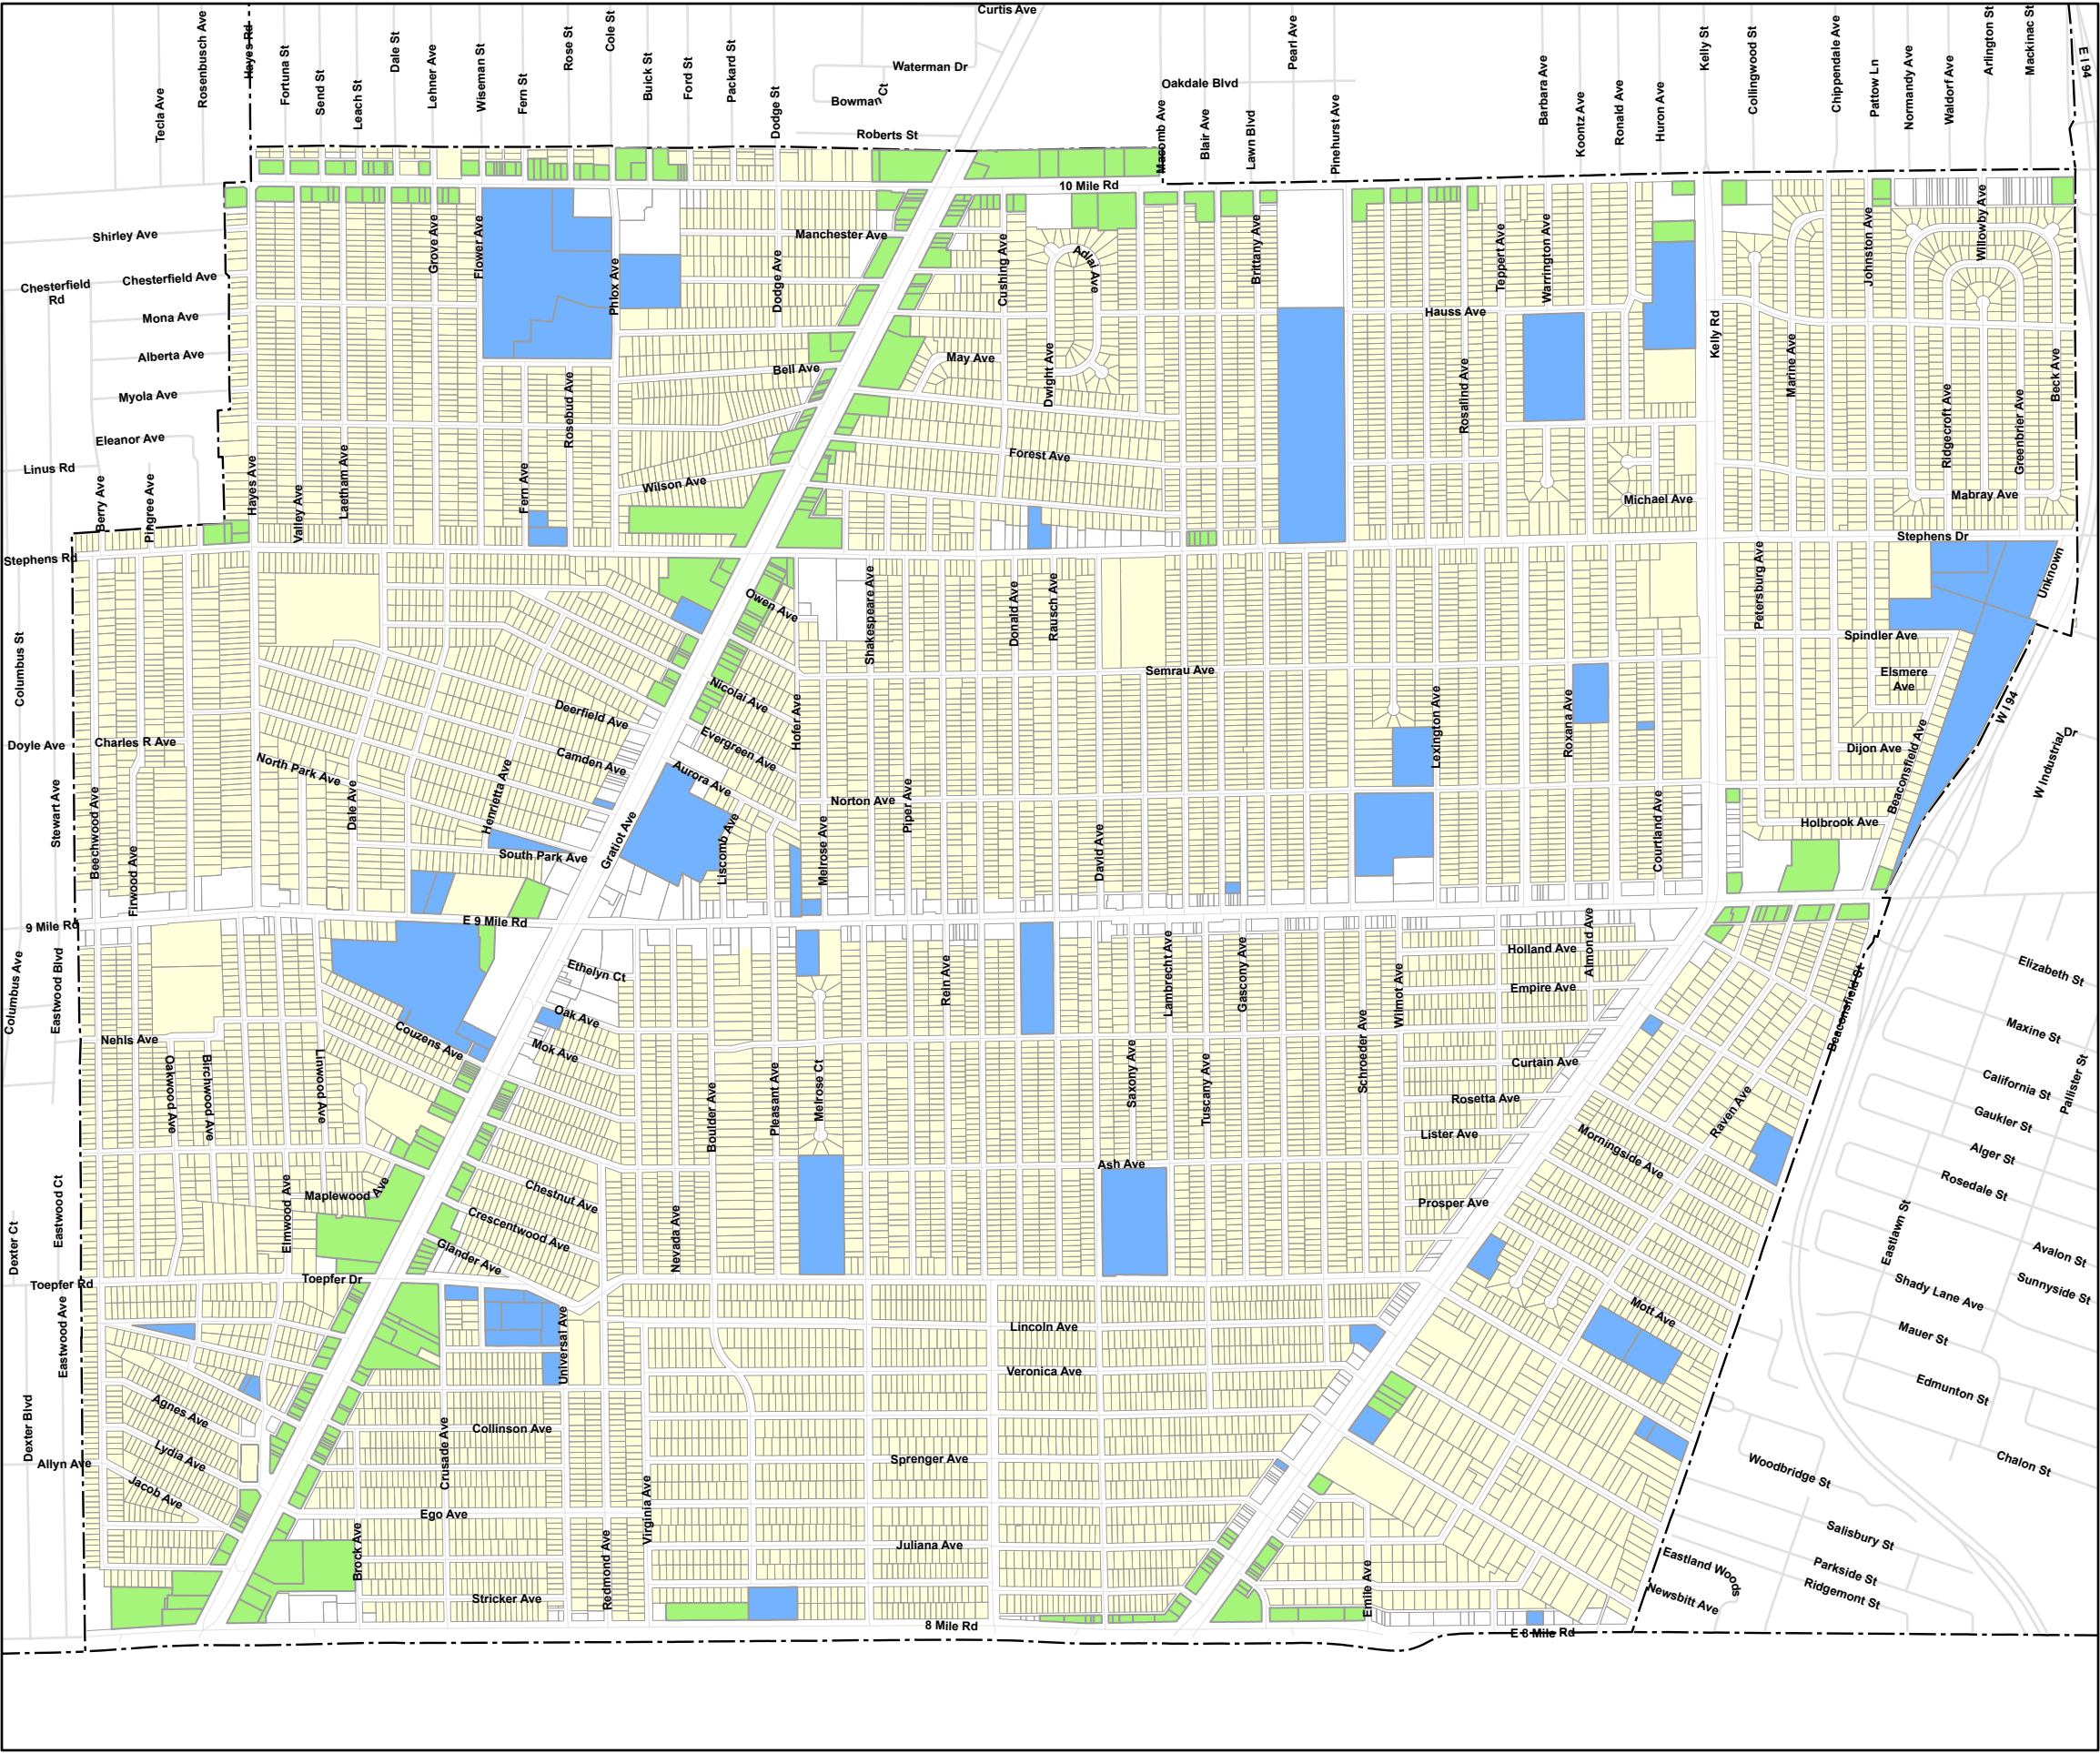 Curtis Ave
Rosenbusch Ave
Tecla Ave
Hayes Rd
Fortuna St
Send St
Leach St
Dale St
Lehner Ave
Wiseman St
Fern St
Rose St
Cole St
Buick St
Ford St
Packard St
Dodge St
Waterman Dr
Bowman Ct
Roberts St
Oakdale Blvd
Pearl Ave
Masomb Ave
Blair Ave
Lawn Blvd
Pinehurst Ave
Barbara Ave
Koontz Ave
Ronald Ave
Huron Ave
Kelly St
Collingwood St
Chippendale Ave
Pattow Ln
Normandy Ave
Waldorf Ave
Arlington St
Mackinac St
E I 94
10 Mile Rd
Shirley Ave
Chesterfield Ave
Chesterfield
Rd
Mona Ave
Alberta Ave
Myola Ave
Eleanor Ave
Linus Rd
Grove Ave
Flower Ave
Phlox Ave
Manchester Ave
Dodge Ave
Cushing Ave
Adlai Ave
Brittany Ave
Teppert Ave
Warrington Ave
Johnston Ave
Willowby Ave
Hauss Ave
Kelly Rd
Marine Ave
Bell Ave
May Ave
Dwight Ave
Rosebud Ave
Rosalind Ave
Beck Ave
Ridgecroft Ave
Greenbrier Ave
Forest Ave
Wilson Ave
Michael Ave
Mabray Ave
Berry Ave
Pingree Ave
Hayes Ave
Valley Ave
Laetham Ave
Fern Ave
Stephens Rd
Stephens Dr
Unknown
Owen Ave
Shakespeare Ave
Donald Ave
Rausch Ave
Petersburg Ave
Spindler Ave
Semrau Ave
Elsmere
Ave
Columbus St
Nicolai Ave
Deerfield Ave
Hofer Ave
Lexington Ave
Roxana Ave
W I 94
W Industrial Dr
Doyle Ave
Charles R Ave
Evergreen Ave
Dijon Ave
North Park Ave
Camden Ave
Aurora Ave
Beaconsfield Ave
Stewart Ave
Beechwood Ave
Dale Ave
Henrietta Ave
Norton Ave
Piper Ave
Holbrook Ave
Firwood Ave
South Park Ave
Gratiot Ave
Liscomb Ave
Melrose Ave
David Ave
Courtland Ave
9 Mile Rd
E 9 Mile Rd
Columbus Ave
Eastwood Blvd
Ethelyn Ct
Rein Ave
Lambrecht Ave
Gascony Ave
Wilmot Ave
Holland Ave
Almond Ave
Empire Ave
Beaconsfield St
Elizabeth St
Nehls Ave
Couzens Ave
Oak Ave
Mok Ave
Maxine St
Oakwood Ave
Birchwood Ave
Linwood Ave
Boulder Ave
Pleasant Ave
Melrose Ct
Saxony Ave
Tuscany Ave
Schroeder Ave
Curtain Ave
Rosetta Ave
Lister Ave
Raven Ave
California St
Pallister St
Gaukler St
Morningside Ave
Alger St
Ash Ave
Rosedale St
Maplewood Ave
Elmwood Ave
Chestnut Ave
Crescentwood Ave
Glander Ave
Nevada Ave
Prosper Ave
Eastlawn St
Eastwood Ct
Dexter Ct
Avalon St
Toepfer Rd
Toepfer Dr
Sunnyside St
Shady Lane Ave
Mott Ave
Eastwood Ave
Universal Ave
Lincoln Ave
Mauer St
Veronica Ave
Edmunton St
Dexter Blvd
Agnes Ave
Collinson Ave
Crusade Ave
Lydia Ave
Allyn Ave
Sprenger Ave
Chalon St
Woodbridge St
Jacob Ave
Ego Ave
Virginia Ave
Juliana Ave
Salisbury St
Brock Ave
Redmond Ave
Emile Ave
Eastland Woods
Parkside St
Ridgemont St
Newsbitt Ave
Stricker Ave
8 Mile Rd
E 8 Mile Rd